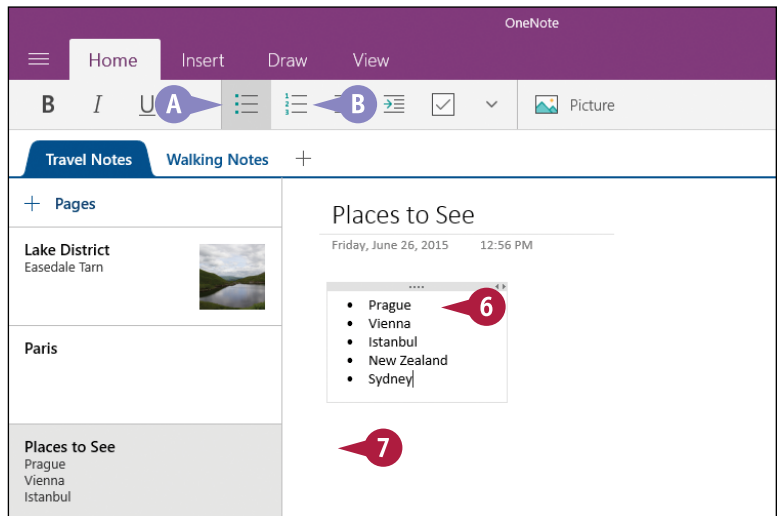 OneNote
Home Insert Draw View
B I U A B Picture
Travel Notes Walking Notes +
+ Pages
Places to See
Friday, June 26, 2015 12:56 PM
Lake District
Easedale Tarn
• Prague
6
• Vienna
• Istanbul
• New Zealand
• Sydney
Paris
7
Places to See
Prague
Vienna
Istanbul